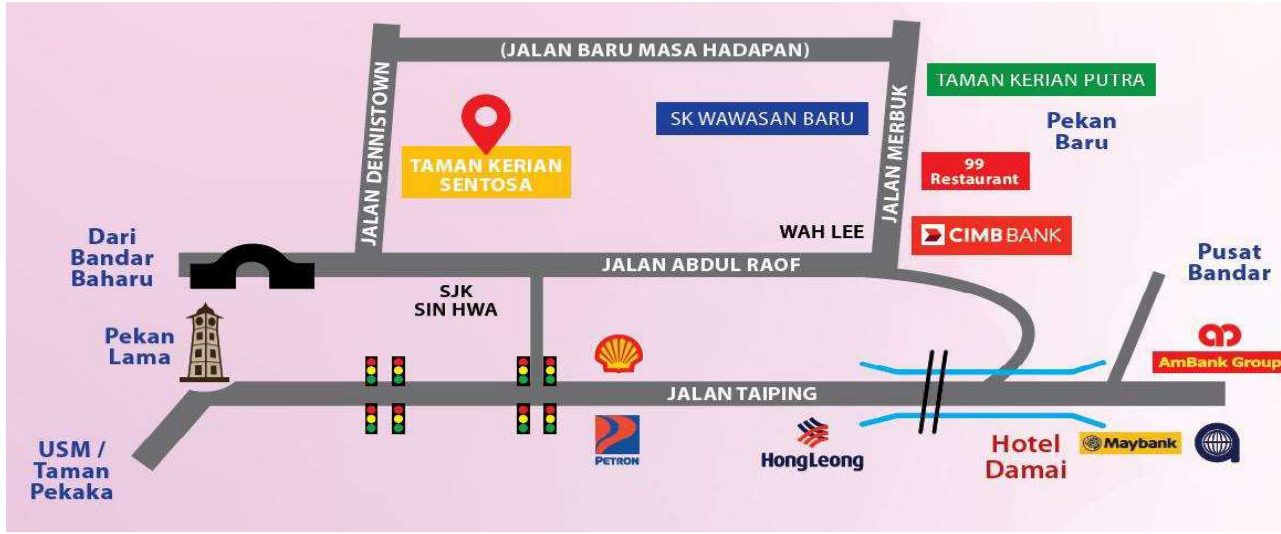 (JALAN BARU MASA HADAPAN)
JALAN DENNISTOWN
TAMAN KERIAN
SENTOSA
SK WAWASAN BARU
JALAN MERBUK
TAMAN KERIAN PUTRA
Pekan
Baru
99
Restaurant
WAH LEE
CIMB BANK
Dari
Bandar
Baharu
JALAN ABDUL RAOF
Pusat
Bandar
SJK
SIN HWA
Pekan
Lama
AmBank Group
JALAN TAIPING
USM /
Taman
Pekaka
PETRON
HongLeong
Hotel
Damai
Maybank